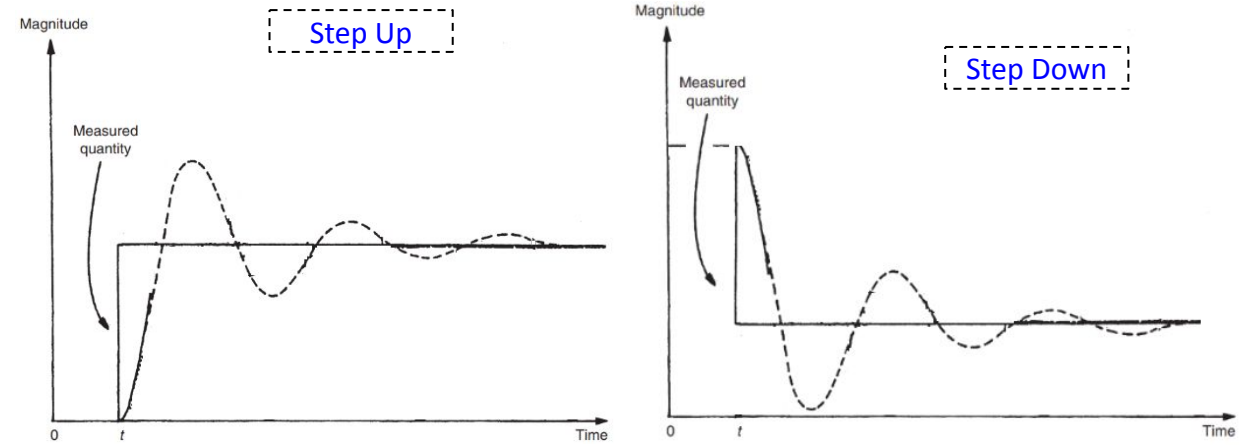 Magnitude
Step Up
Measured
quantity
0
t
Time
Magnitude
Step Down
Measured
quantity
0
t
Time